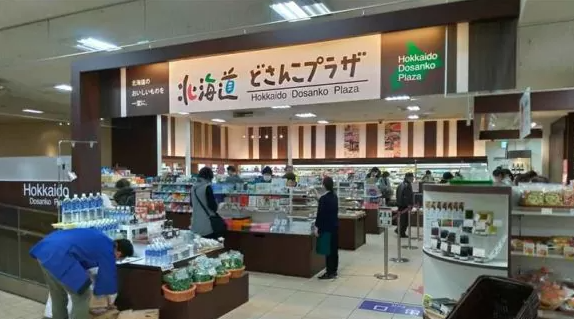 北海道の
おいしいものを
一堂に。
北海道 どさんこプラザ
Hokkaido Dosanko Plaza
Hokkaido
Dosanko
Plaza
Hokkaido
Dosanko Plaza